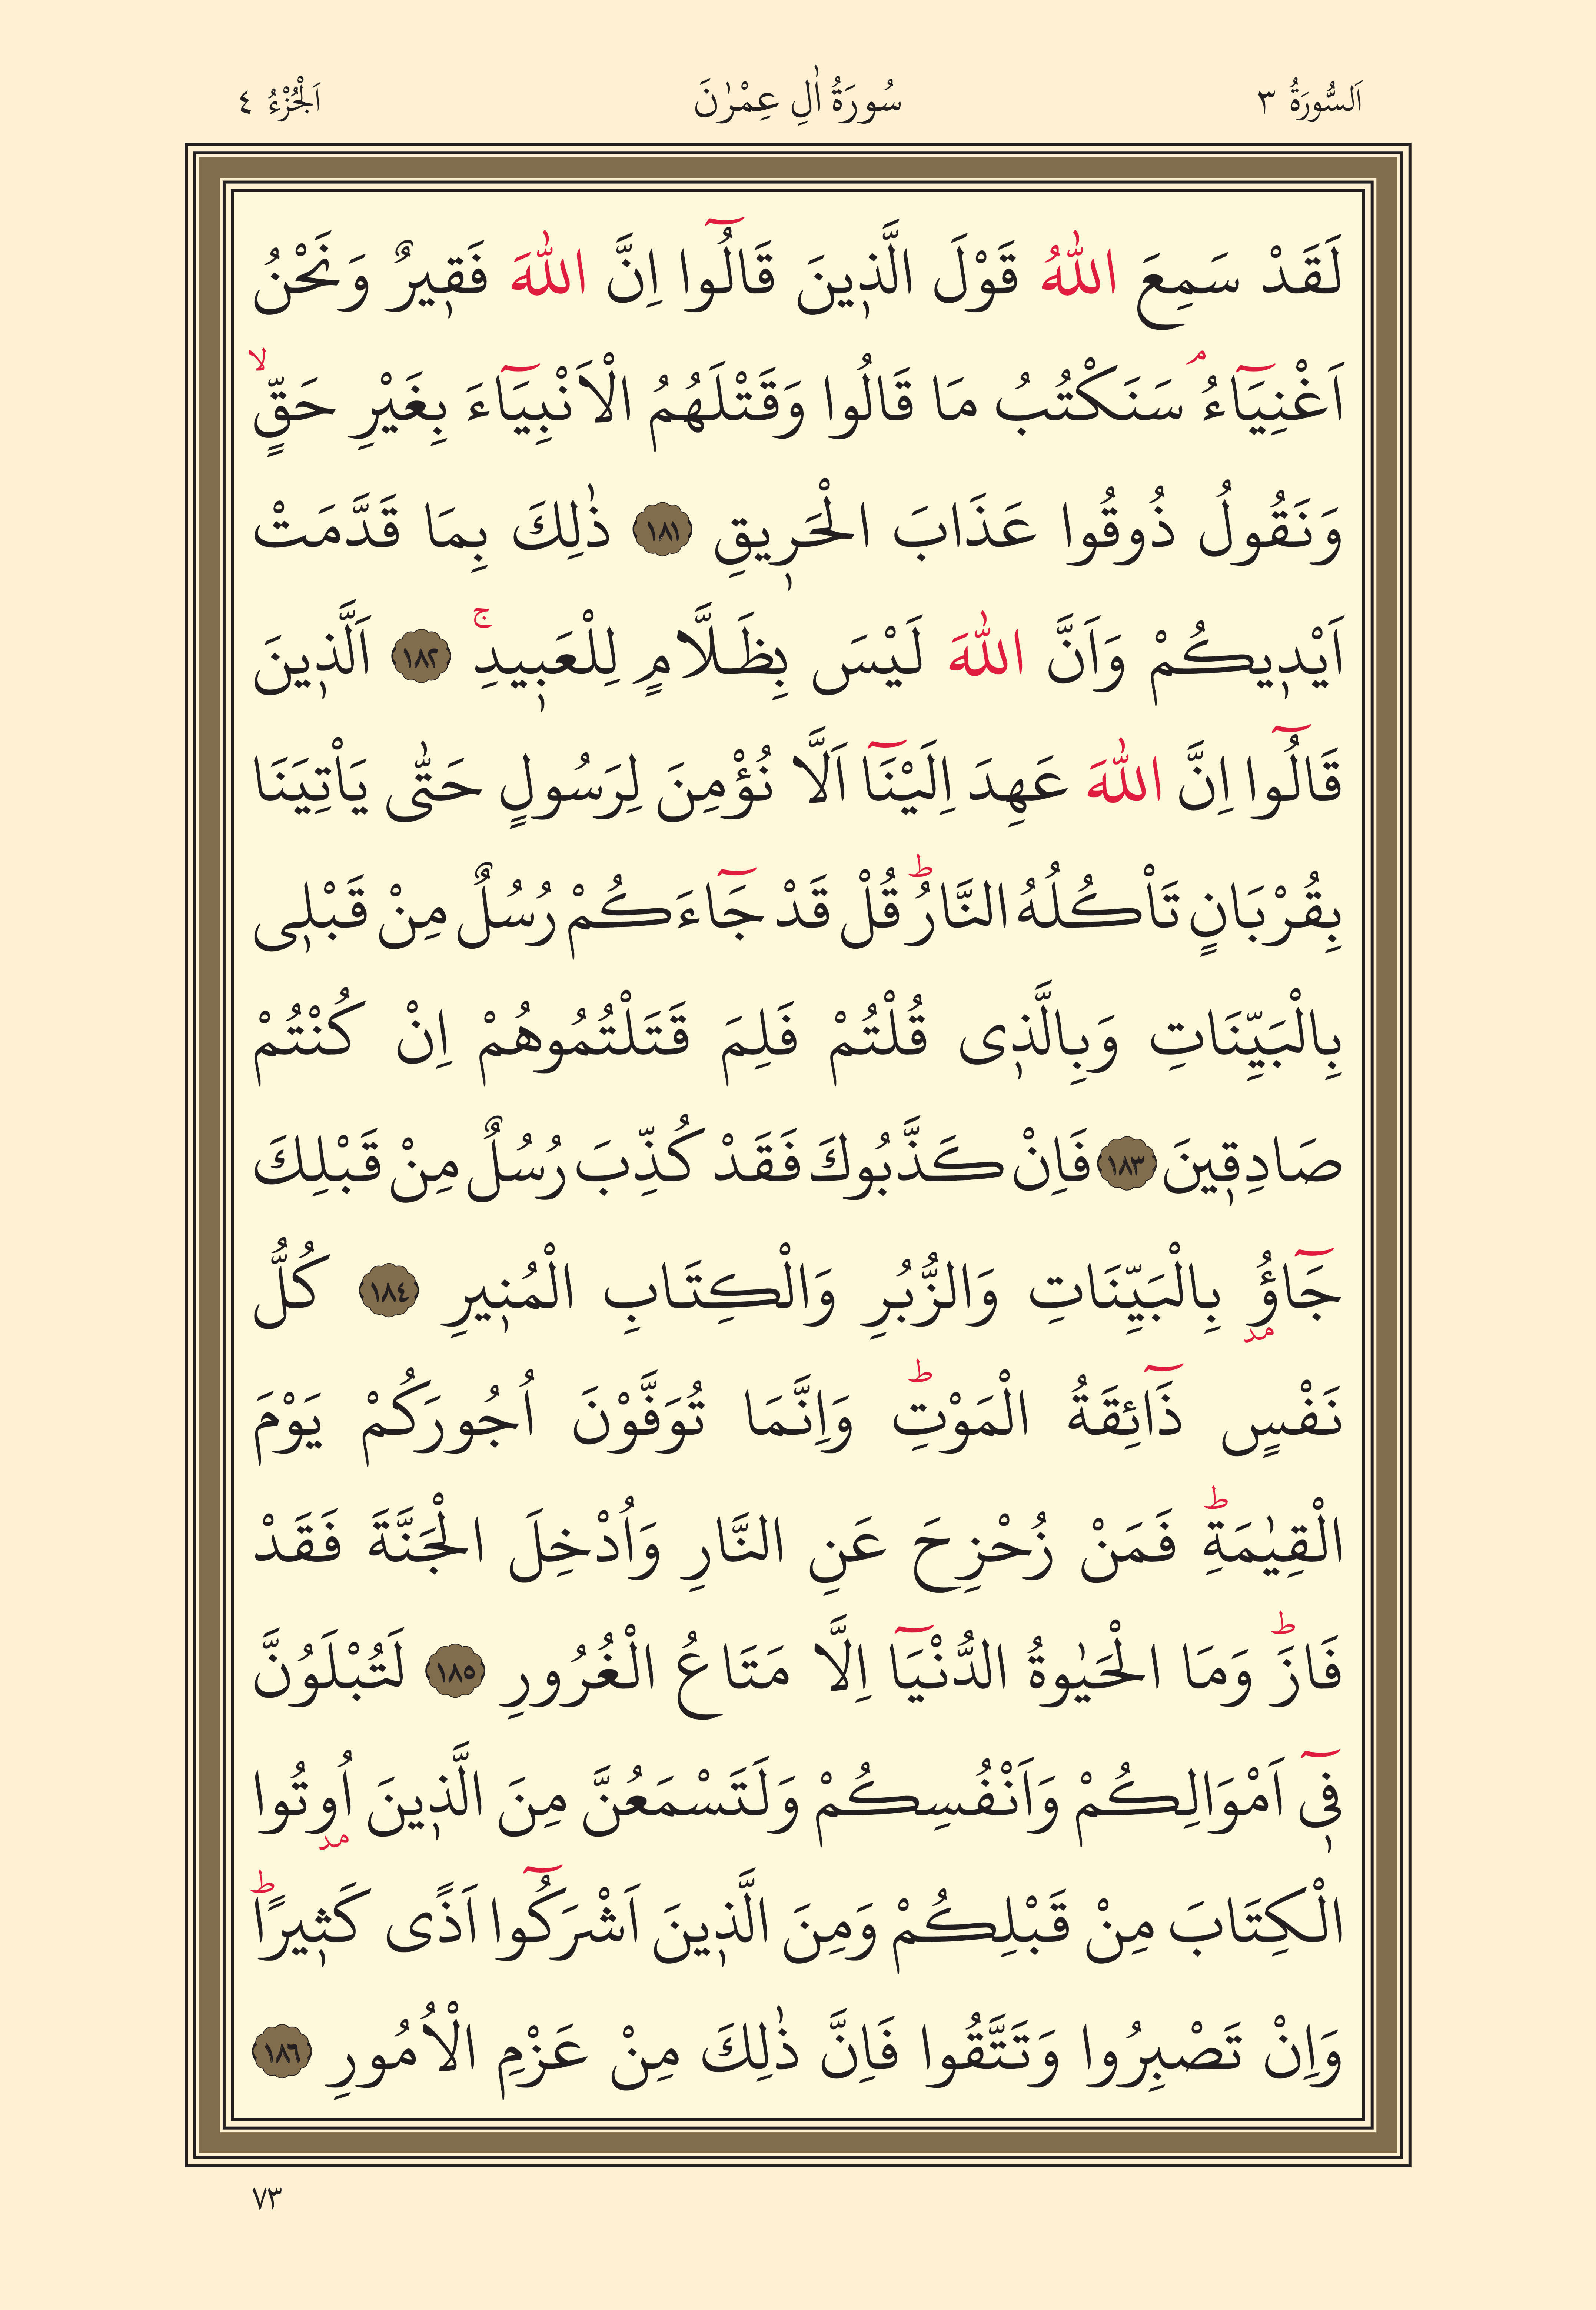 اَلسُّورَةُ ٣ سُورَةُ اٰلِ عِمْرٰنَ اَلْجُزْءُ ٤
لَقَدْ سَمِعَ اللّٰهُ قَوْلَ الَّذ۪ينَ قَالُٓوا اِنَّ اللّٰهَ فَق۪يرٌ وَنَحْنُ
اَغْنِيَٓاءُۢ سَنَكْتُبُ مَا قَالُوا وَقَتْلَهُمُ الْاَنْبِيَٓاءَ بِغَيْرِ حَقٍّۙ
وَنَقُولُ ذُوقُوا عَذَابَ الْحَر۪يقِ ﴿١٨١﴾ ذٰلِكَ بِمَا قَدَّمَتْ
اَيْد۪يكُمْ وَاَنَّ اللّٰهَ لَيْسَ بِظَلَّامٍ لِلْعَب۪يدِۚ ﴿١٨٢﴾ اَلَّذ۪ينَ
قَالُٓوا اِنَّ اللّٰهَ عَهِدَ اِلَيْنَٓا اَلَّا نُؤْمِنَ لِرَسُولٍ حَتّٰى يَاْتِيَنَا
بِقُرْبَانٍ تَاْكُلُهُ النَّارُۜ قُلْ قَدْ جَٓاءَكُمْ رُسُلٌ مِنْ قَبْل۪ى
بِالْبَيِّنَاتِ وَبِالَّذ۪ى قُلْتُمْ فَلِمَ قَتَلْتُمُوهُمْ اِنْ كُنْتُمْ
صَادِق۪ينَ ﴿١٨٣﴾ فَاِنْ كَذَّبُوكَ فَقَدْ كُذِّبَ رُسُلٌ مِنْ قَبْلِكَ
جَٓاؤُ۫ بِالْبَيِّنَاتِ وَالزُّبُرِ وَالْكِتَابِ الْمُن۪يرِ ﴿١٨٤﴾ كُلُّ
نَفْسٍ ذَٓائِقَةُ الْمَوْتِۜ وَاِنَّمَا تُوَفَّوْنَ اُجُورَكُمْ يَوْمَ
الْقِيٰمَةِۜ فَمَنْ زُحْزِحَ عَنِ النَّارِ وَاُدْخِلَ الْجَنَّةَ فَقَدْ
فَازَۜ وَمَا الْحَيٰوةُ الدُّنْيَٓا اِلَّا مَتَاعُ الْغُرُورِ ﴿١٨٥﴾ لَتُبْلَوُنَّ
ف۪ٓى اَمْوَالِكُمْ وَاَنْفُسِكُمْ وَلَتَسْمَعُنَّ مِنَ الَّذ۪ينَ اُو۫تُوا
الْكِتَابَ مِنْ قَبْلِكُمْ وَمِنَ الَّذ۪ينَ اَشْرَكُٓوا اَذًى كَث۪يرًاۜ
وَاِنْ تَصْبِرُوا وَتَتَّقُوا فَاِنَّ ذٰلِكَ مِنْ عَزْمِ الْاُمُورِ ﴿١٨٦﴾
٧٣